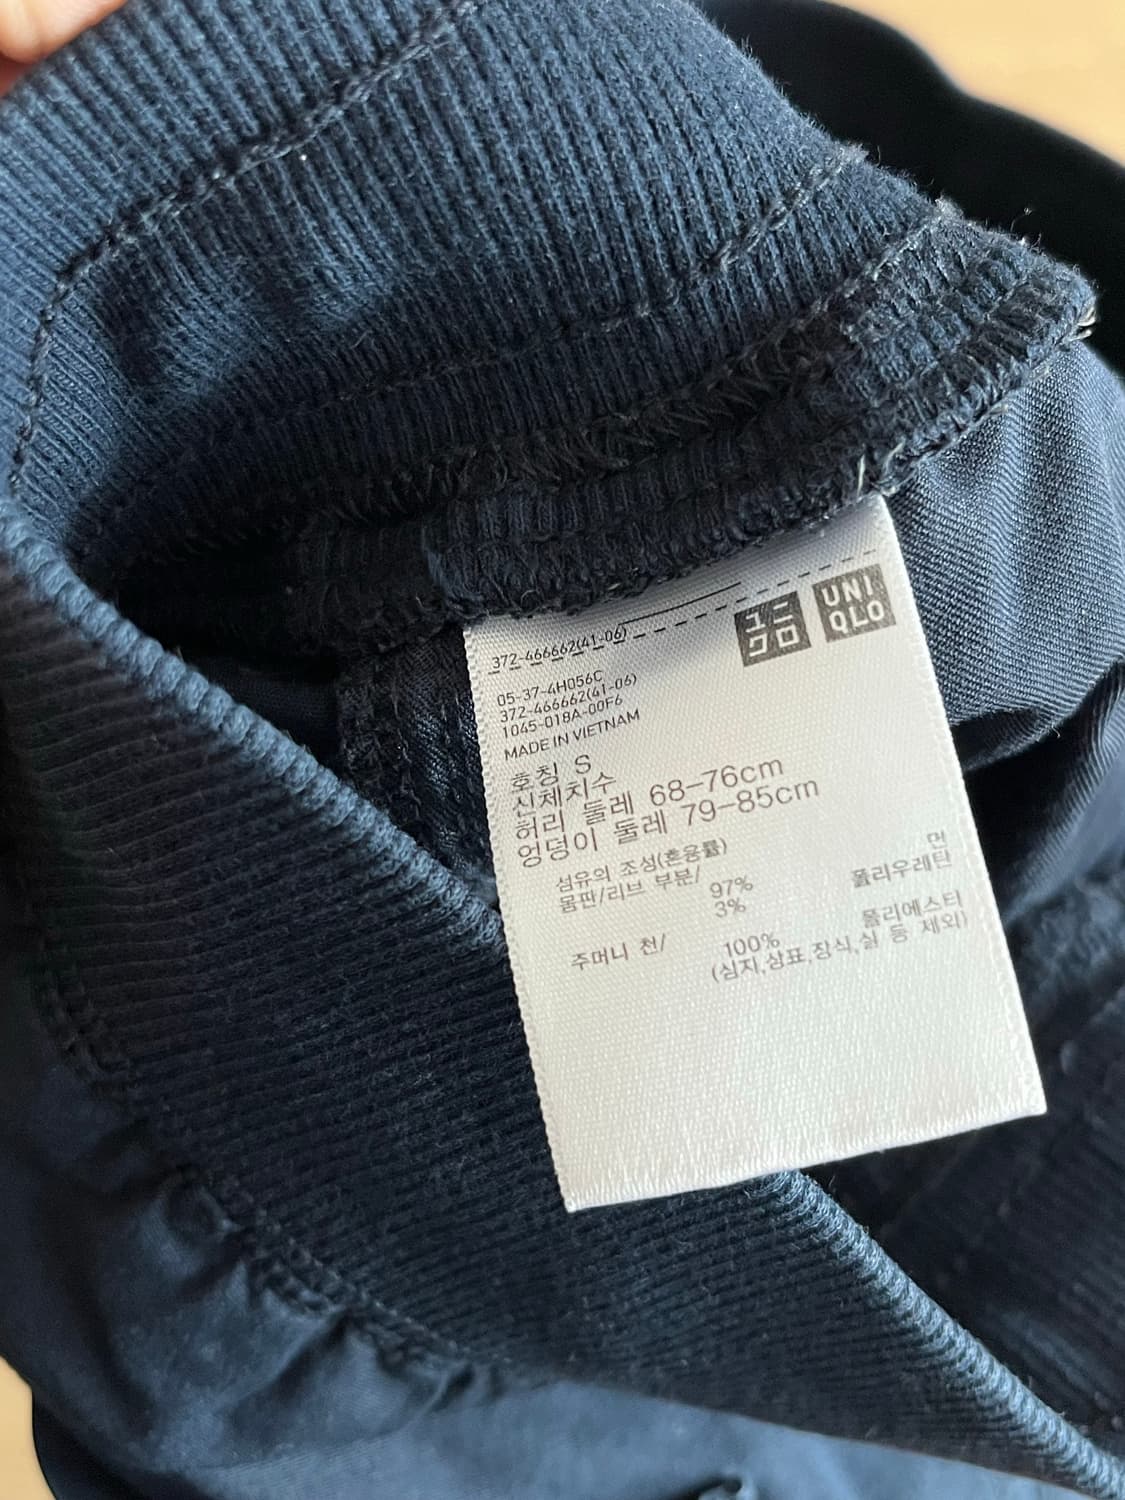 ユニ
クロ
UNI
QLO
372-466662(41-06)
05-37-4H056C
372-466662(41-06)
1045-018A-00F6
MADE IN VIETNAM
호칭 S
신체치수
허리 둘레 68-76cm
엉덩이 둘레 79-85cm
섬유의 조성(혼용률)
몸판/리브 부분/ 97% 면
3% 폴리우레탄
주머니 천/ 100% 폴리에스터
(심지,상표,장식,실 등 제외)